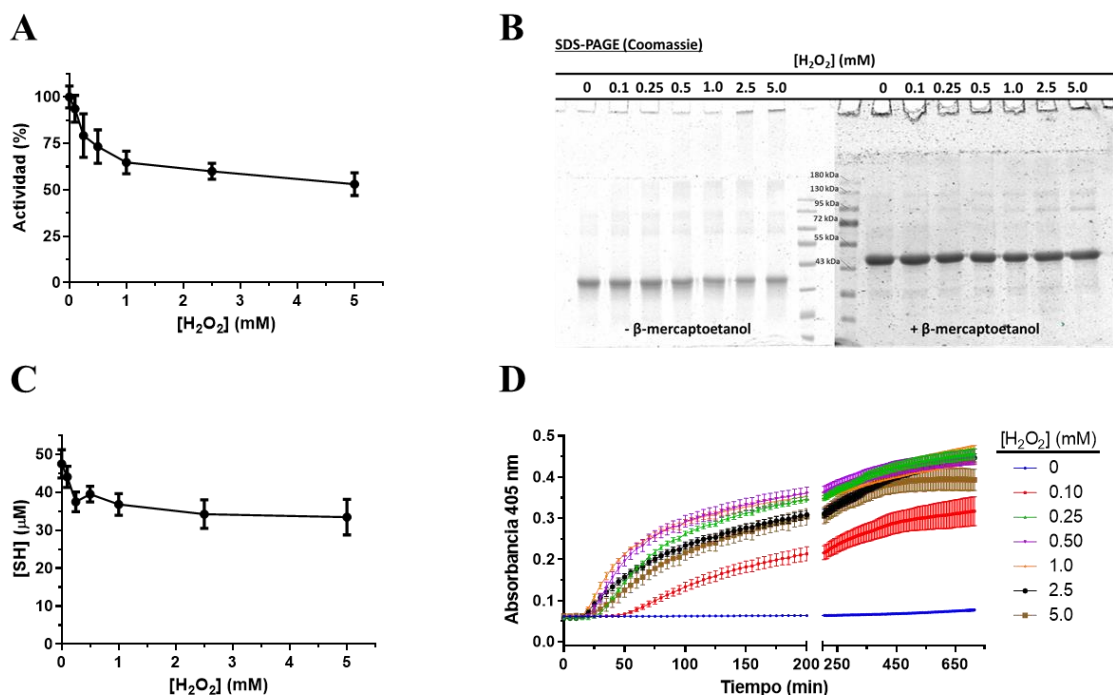 A
100
75
50
25
0
Actividad (%)
0 1 2 3 4 5
[H₂O₂] (mM)
B
SDS-PAGE (Coomassie)
[H₂O₂] (mM)
0 0.1 0.25 0.5 1.0 2.5 5.0 0 0.1 0.25 0.5 1.0 2.5 5.0
180 kDa
130 kDa
95 kDa
72 kDa
55 kDa
43 kDa
- β-mercaptoetanol
+ β-mercaptoetanol
C
50
40
30
20
10
0
[SH] (μM)
0 1 2 3 4 5
[H₂O₂] (mM)
D
0.5
0.4
0.3
0.2
0.1
0.0
Absorbancia 405 nm
0 50 100 150 200 250 450 650
Tiempo (min)
[H₂O₂] (mM)
0
0.10
0.25
0.50
1.0
2.5
5.0